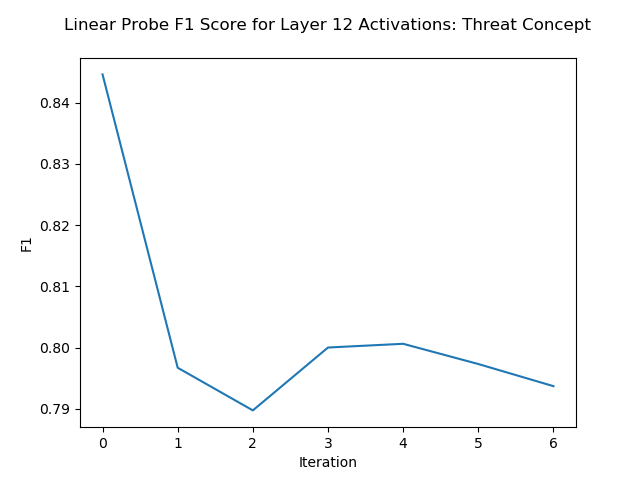 Linear Probe F1 Score for Layer 12 Activations: Threat Concept
0.84
0.83
0.82
0.81
0.80
0.79
F1
0 1 2 3 4 5 6
Iteration